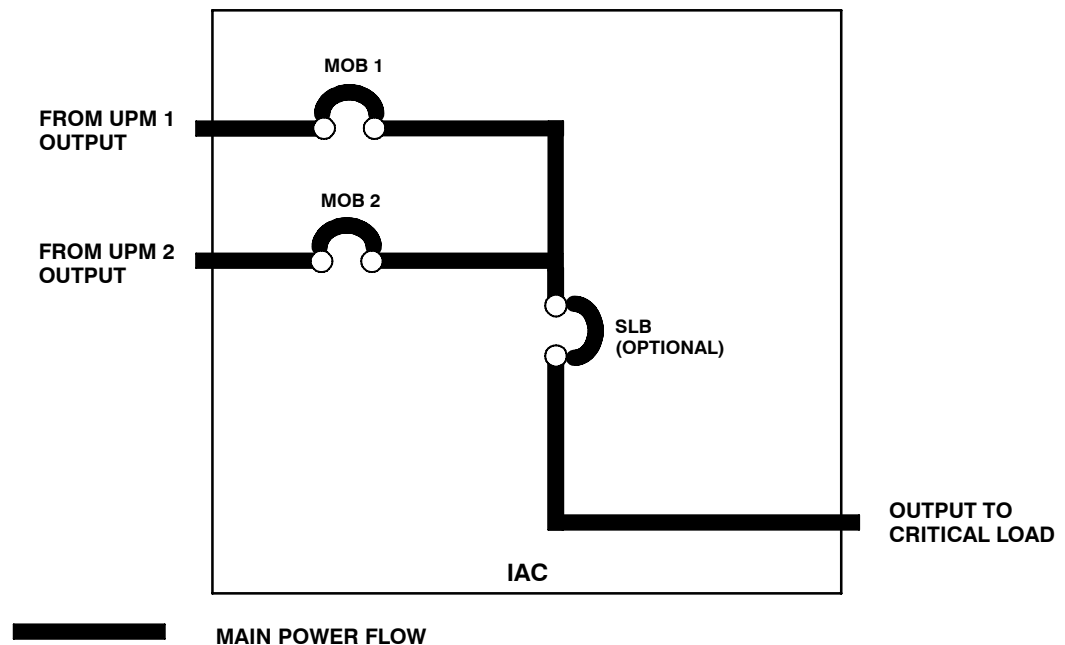 MOB 1
FROM UPM 1
OUTPUT
MOB 2
FROM UPM 2
OUTPUT
SLB
(OPTIONAL)
OUTPUT TO
CRITICAL LOAD
IAC
MAIN POWER FLOW